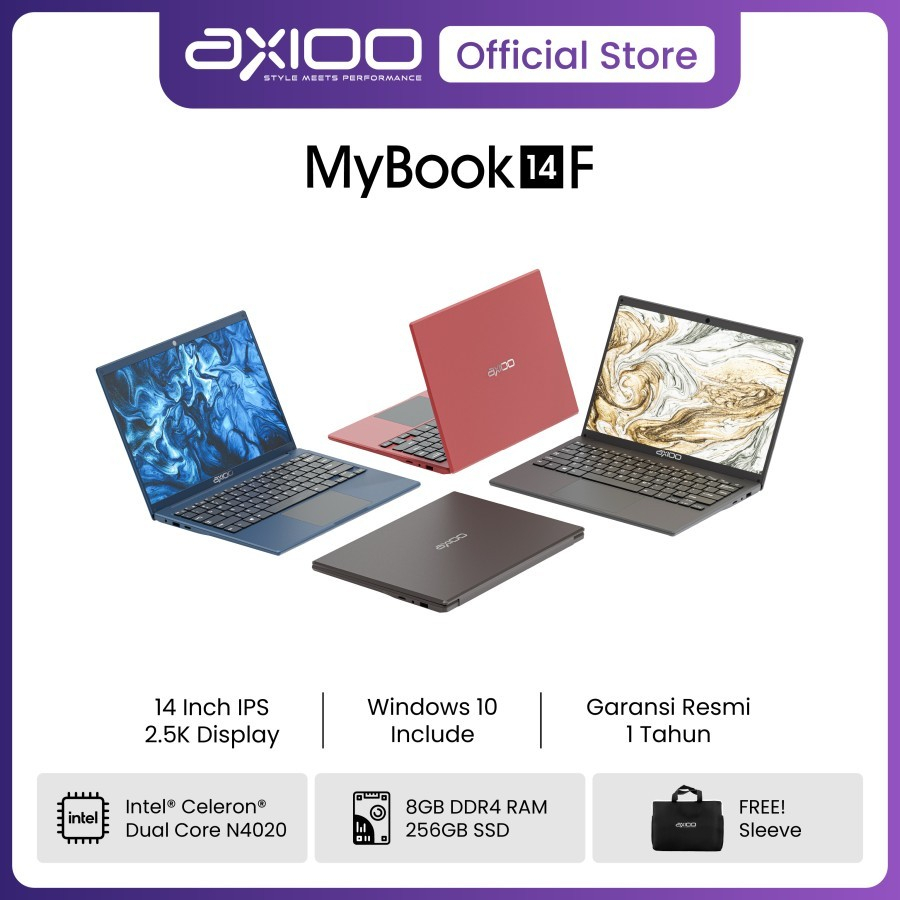 AXIOO
STYLE MEETS PERFORMANCE
Official Store
MyBook 14 F
axioo
axioo
axioo
axioo
14 Inch IPS
2.5K Display
Windows 10
Include
Garansi Resmi
1 Tahun
intel
Intel® Celeron®
Dual Core N4020
8GB DDR4 RAM
256GB SSD
axioo
FREE!
Sleeve